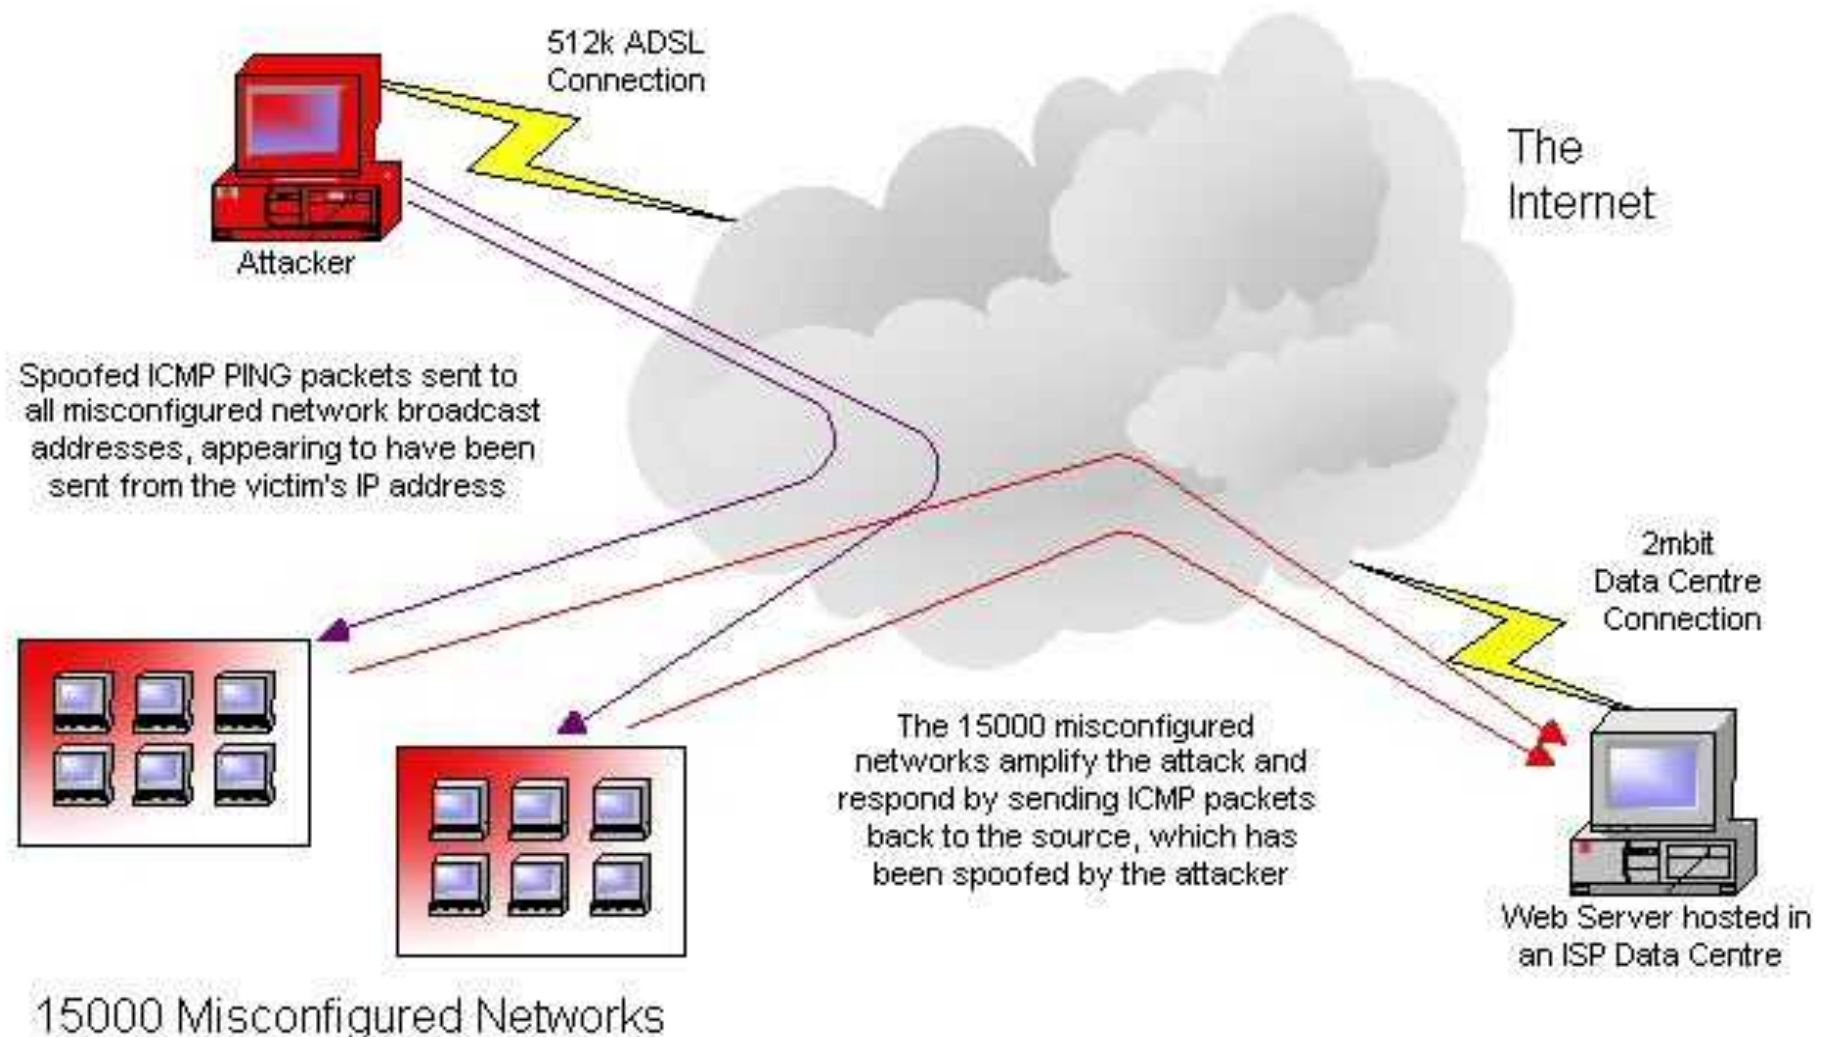 512k ADSL
Connection
The
Internet
Attacker
Spoofed ICMP PING packets sent to
all misconfigured network broadcast
addresses, appearing to have been
sent from the victim's IP address
2mbit
Data Centre
Connection
The 15000 misconfigured
networks amplify the attack and
respond by sending ICMP packets
back to the source, which has
been spoofed by the attacker
Web Server hosted in
an ISP Data Centre
15000 Misconfigured Networks